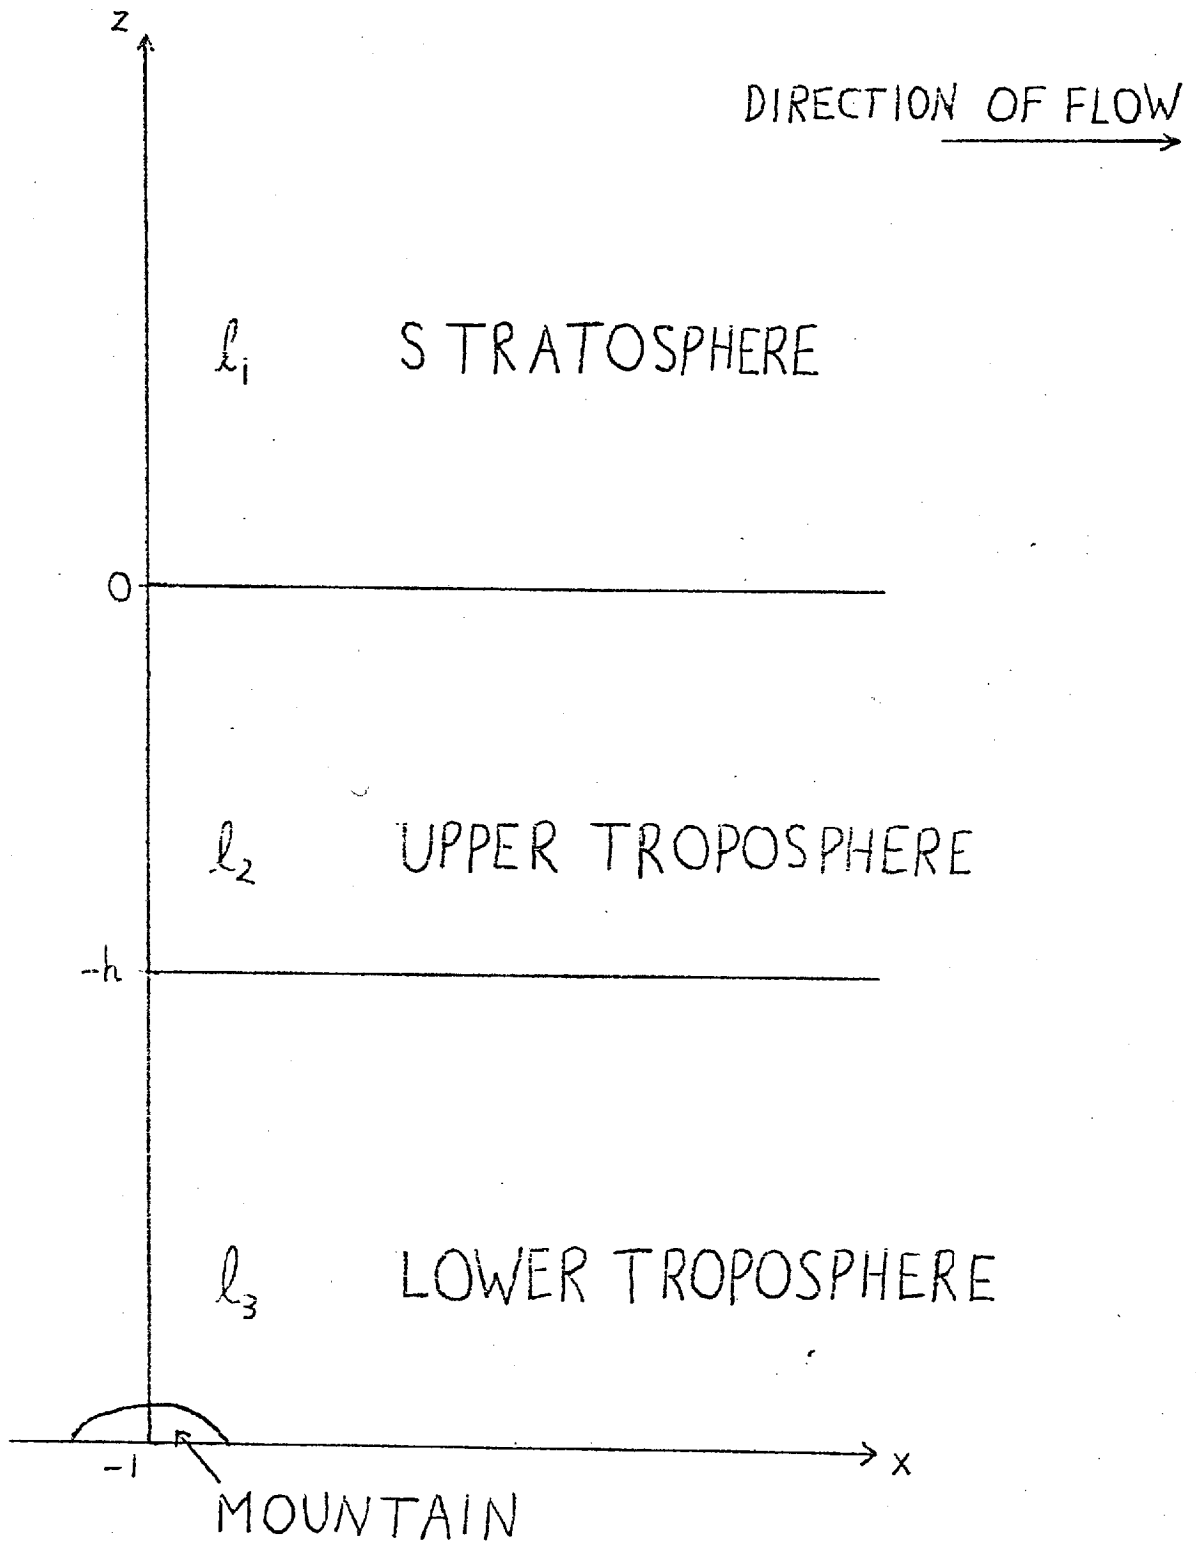 z
DIRECTION OF FLOW
l₁ STRATOSPHERE
0
l₂ UPPER TROPOSPHERE
-h
l₃ LOWER TROPOSPHERE
-1
x
MOUNTAIN